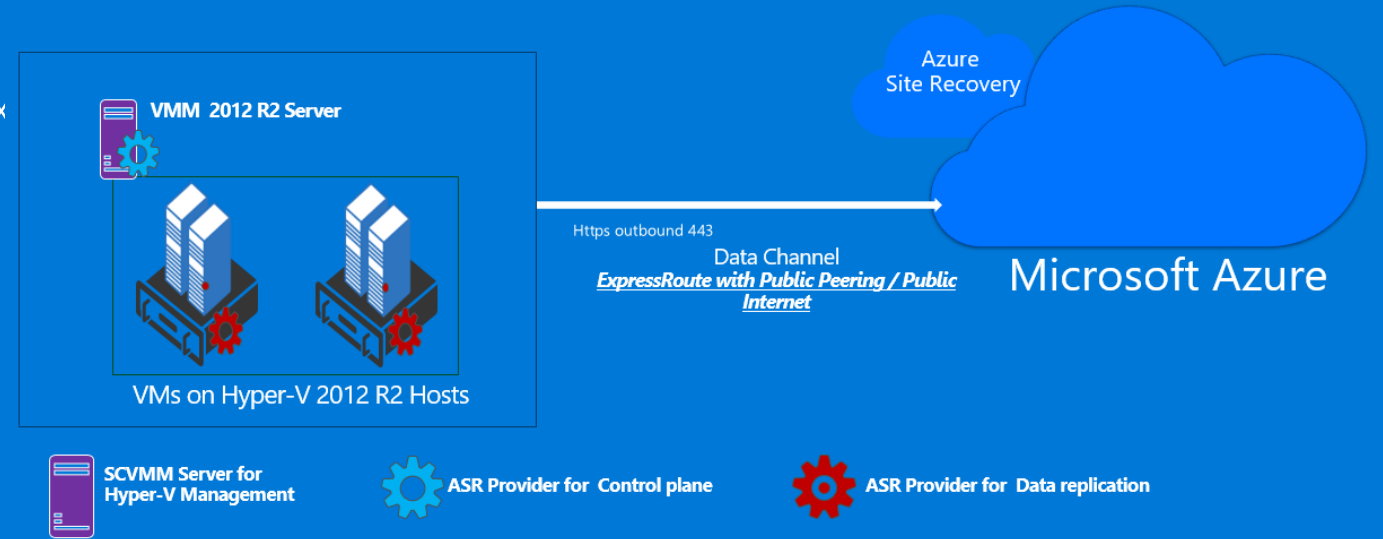 Azure
Site Recovery
x
VMM 2012 R2 Server
Https outbound 443
Data Channel
ExpressRoute with Public Peering / Public
Internet
Microsoft Azure
VMs on Hyper-V 2012 R2 Hosts
SCVMM Server for
Hyper-V Management
ASR Provider for Control plane
ASR Provider for Data replication